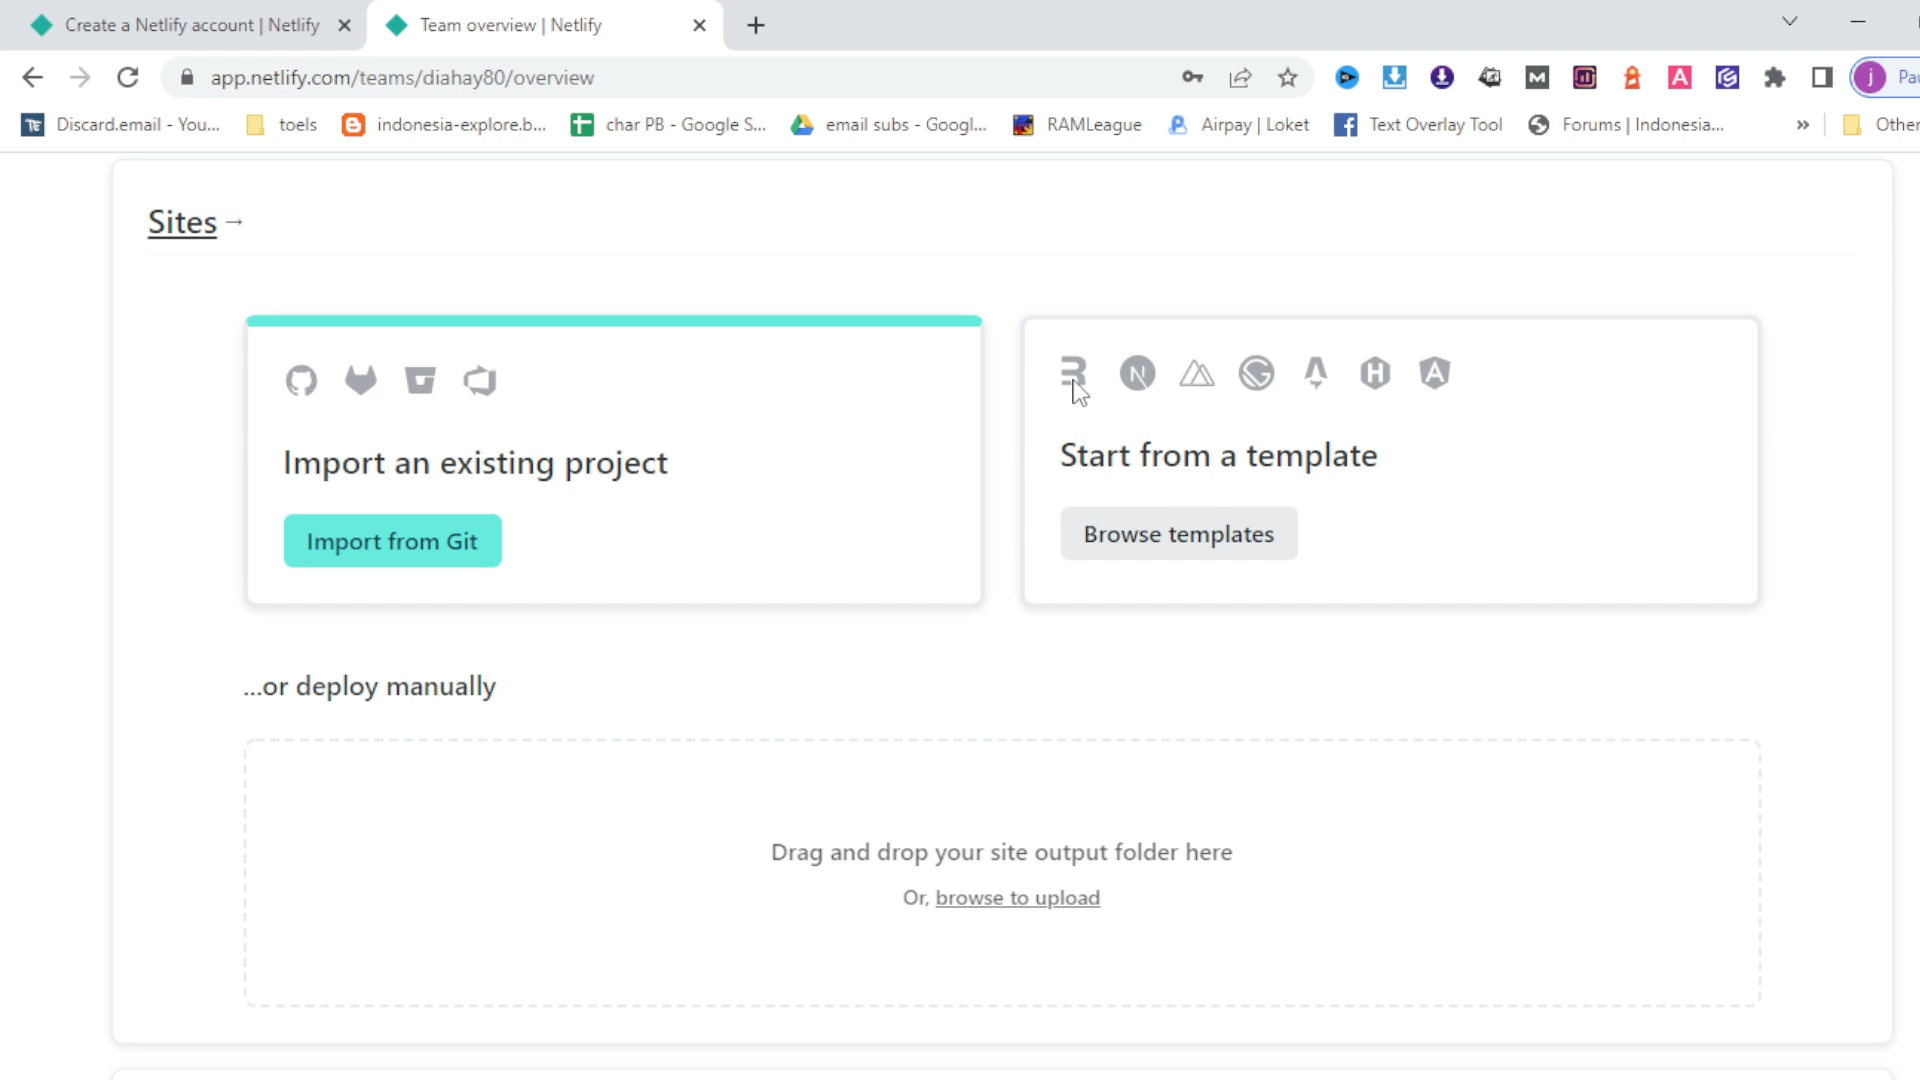 Create a Netlify account | Netlify
Team overview | Netlify
app.netlify.com/teams/diahay80/overview
Discard.email - You...
toels
indonesia-explore.b...
char PB - Google S...
email subs - Googl...
RAMLeague
Airpay | Loket
Text Overlay Tool
Forums | Indonesia...
»
Other
Sites →
Import an existing project
Import from Git
Start from a template
Browse templates
...or deploy manually
Drag and drop your site output folder here
Or, browse to upload